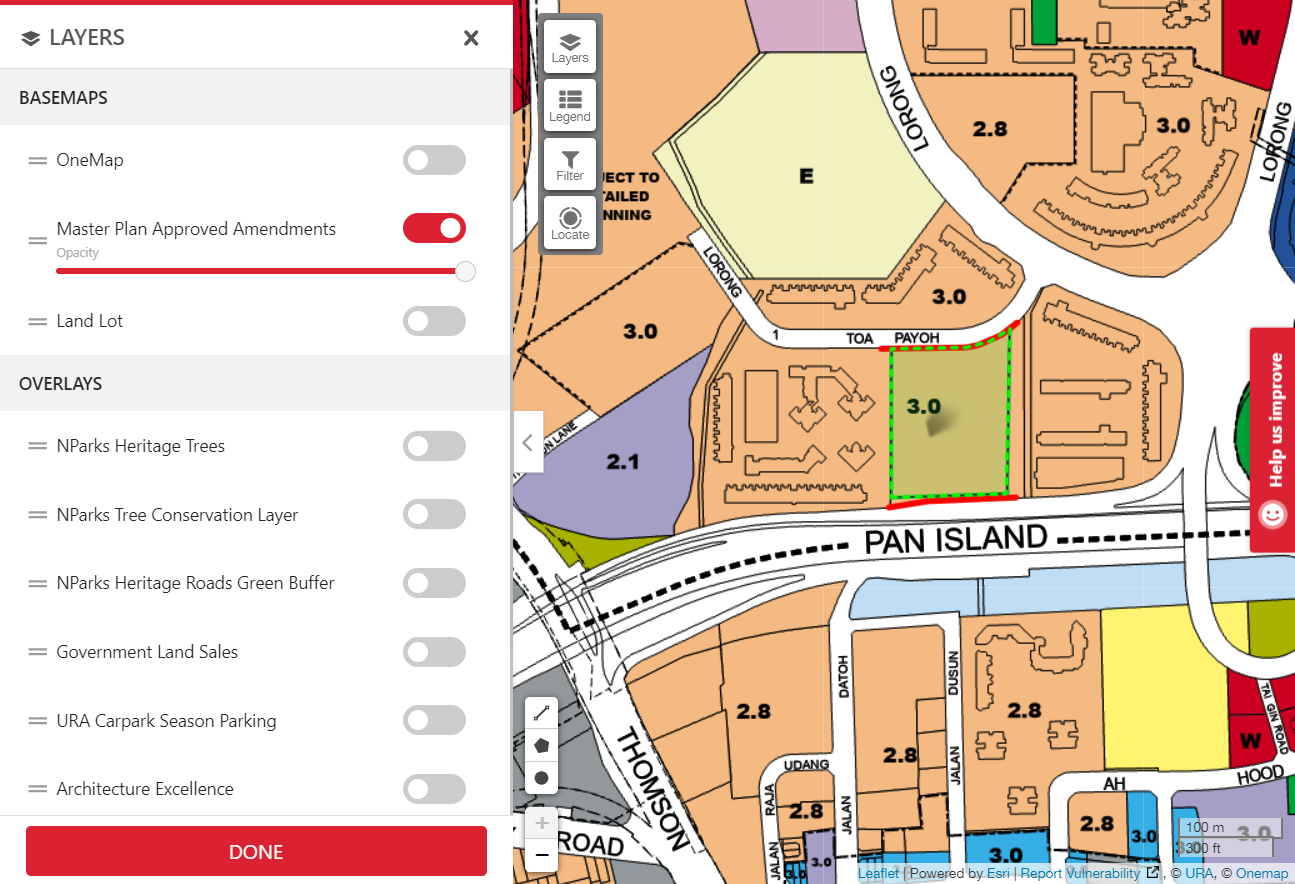 LAYERS
BASEMAPS
OneMap
Master Plan Approved Amendments
Opacity
Land Lot
OVERLAYS
NParks Heritage Trees
NParks Tree Conservation Layer
NParks Heritage Roads Green Buffer
Government Land Sales
URA Carpark Season Parking
Architecture Excellence
DONE
Layers
Legend
Filter
Locate
W
LORONG
2.8
3.0
LORONG
E
JECT TO
AILED
NNING
LORONG
3.0
3.0
1 TOA PAYOH
3.0
2.1
LANE
Help us improve
PAN ISLAND
DATOH
DUSUN
2.8
2.8
2.8
THOMSON
UDANG
RAJA
JALAN
JALAN
JALAN
TAI GIN ROAD
W
AH HOOD
2.8
2.8
3.0
3.0
3.0
3.0
3.0
3.0
ROAD
+
−
100 m
300 ft
Leaflet | Powered by Esri | Report Vulnerability , © URA, © Onemap